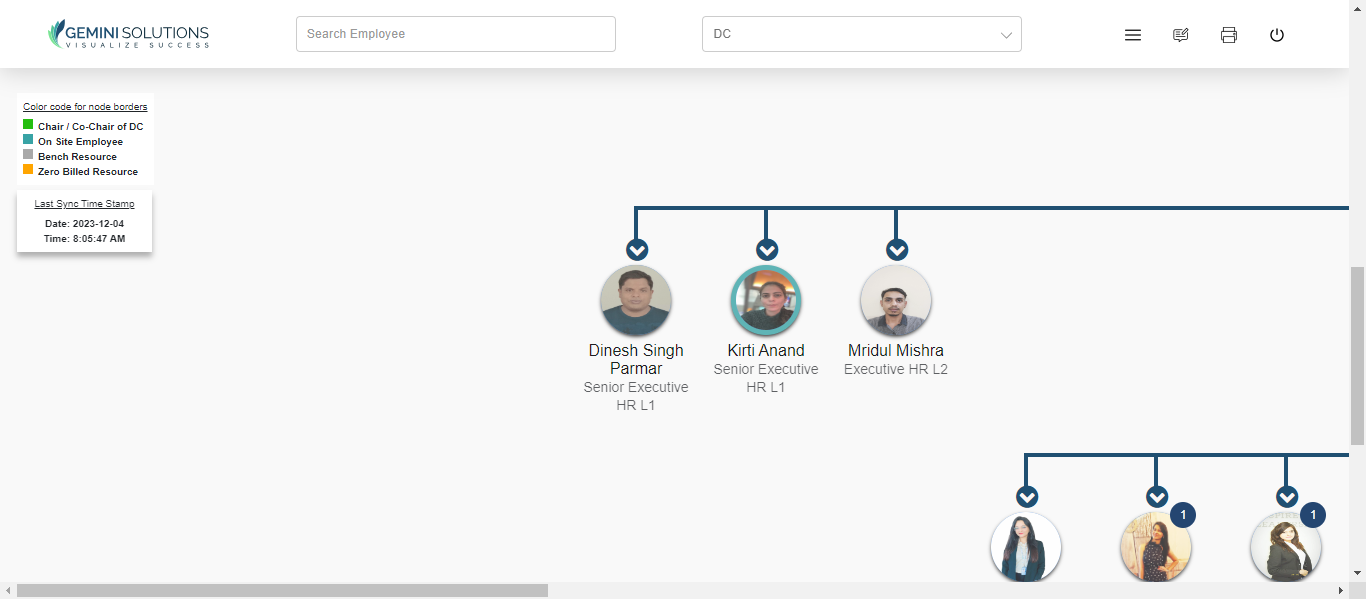 GEMINI SOLUTIONS
VISUALIZE SUCCESS
Search Employee
DC
Color code for node borders
Chair / Co-Chair of DC
On Site Employee
Bench Resource
Zero Billed Resource
Last Sync Time Stamp
Date: 2023-12-04
Time: 8:05:47 AM
Dinesh Singh
Parmar
Senior Executive
HR L1
Kirti Anand
Senior Executive
HR L1
Mridul Mishra
Executive HR L2
1
1